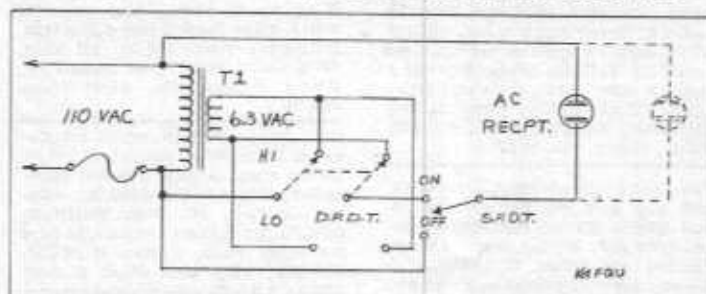 T1
110 VAC
6.3 VAC
AC
RECPT.
HI
ON
LO
D.P.D.T.
OFF
S.P.D.T.